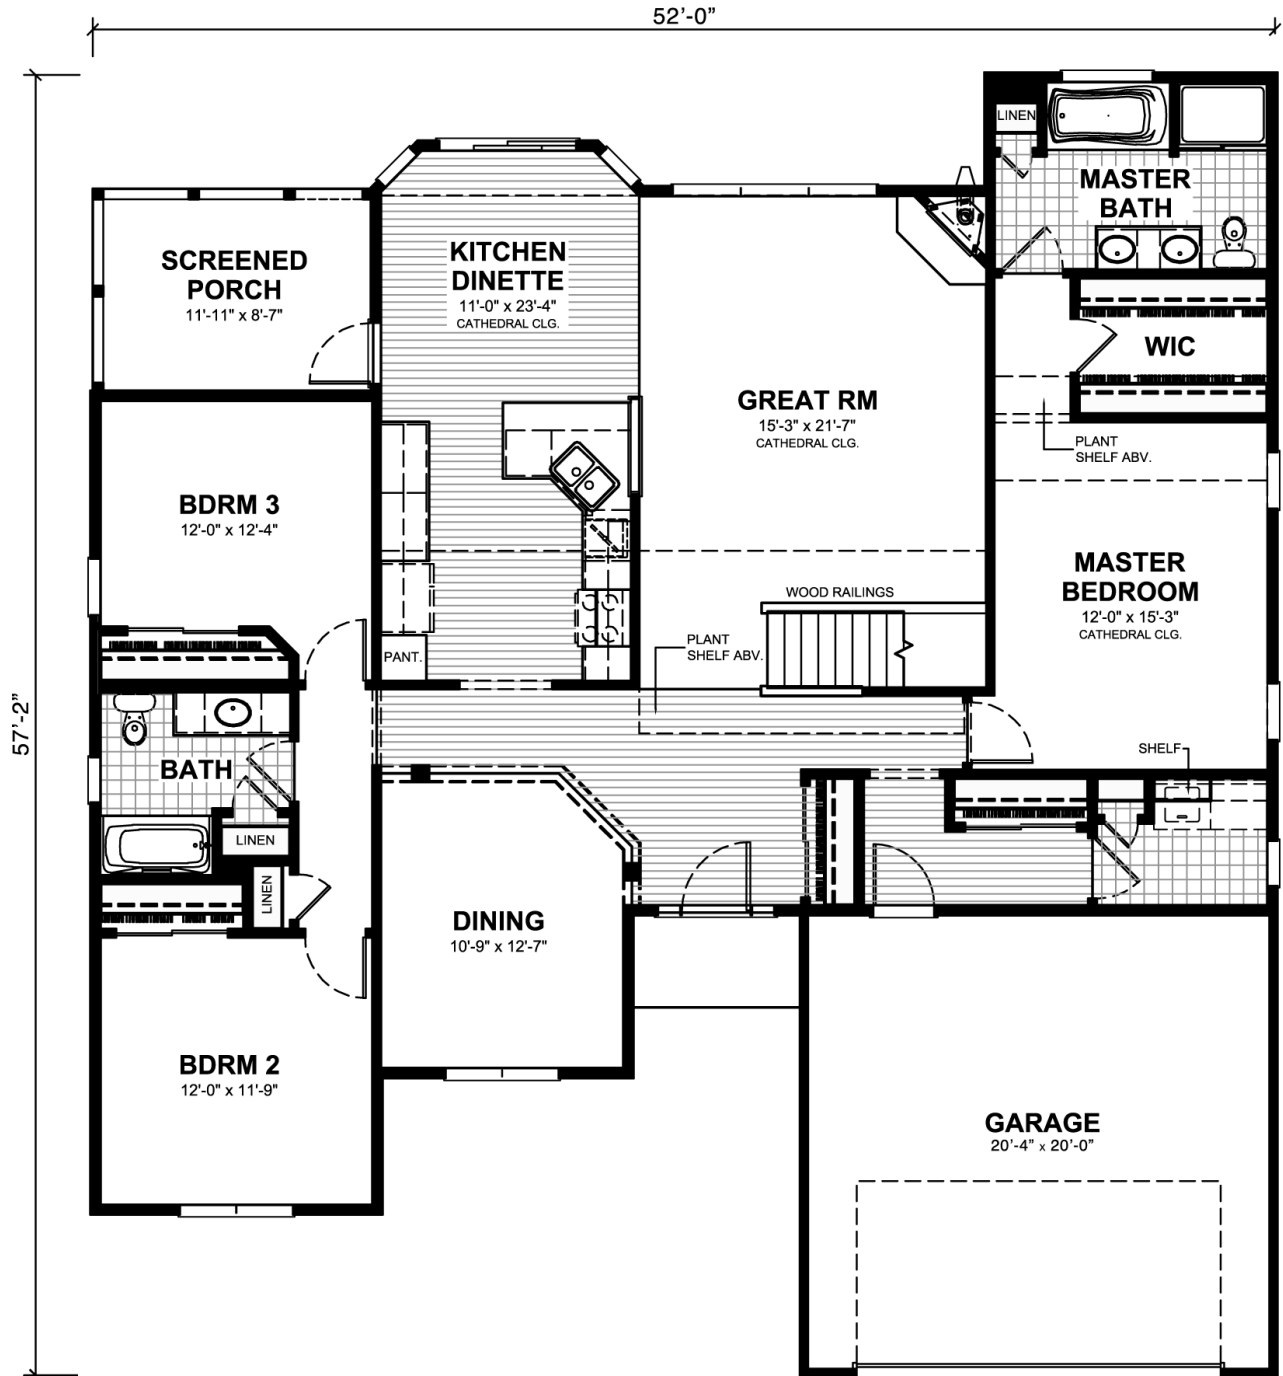 52'-0"
LINEN
MASTER
BATH
SCREENED
PORCH
11'-11" x 8'-7"
KITCHEN
DINETTE
11'-0" x 23'-4"
CATHEDRAL CLG.
WIC
GREAT RM
15'-3" x 21'-7"
CATHEDRAL CLG.
PLANT
SHELF ABV.
BDRM 3
12'-0" x 12'-4"
MASTER
BEDROOM
12'-0" x 15'-3"
CATHEDRAL CLG.
WOOD RAILINGS
PLANT
SHELF ABV.
PANT.
57'-2"
BATH
SHELF
LINEN
LINEN
DINING
10'-9" x 12'-7"
BDRM 2
12'-0" x 11'-9"
GARAGE
20'-4" x 20'-0"